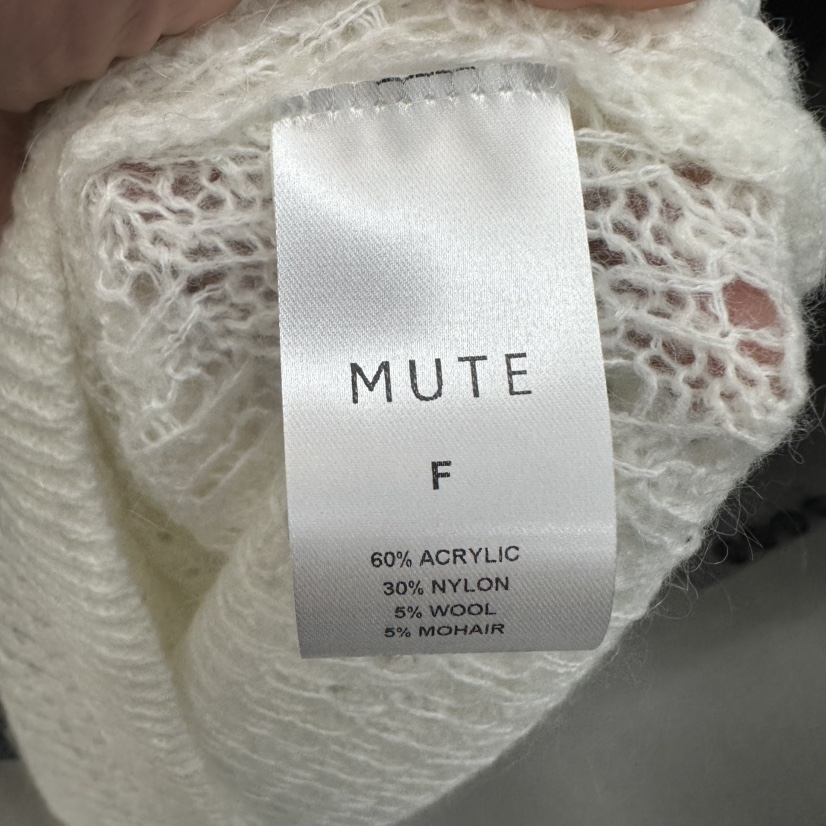 MUTE
F
60% ACRYLIC
30% NYLON
5% WOOL
5% MOHAIR